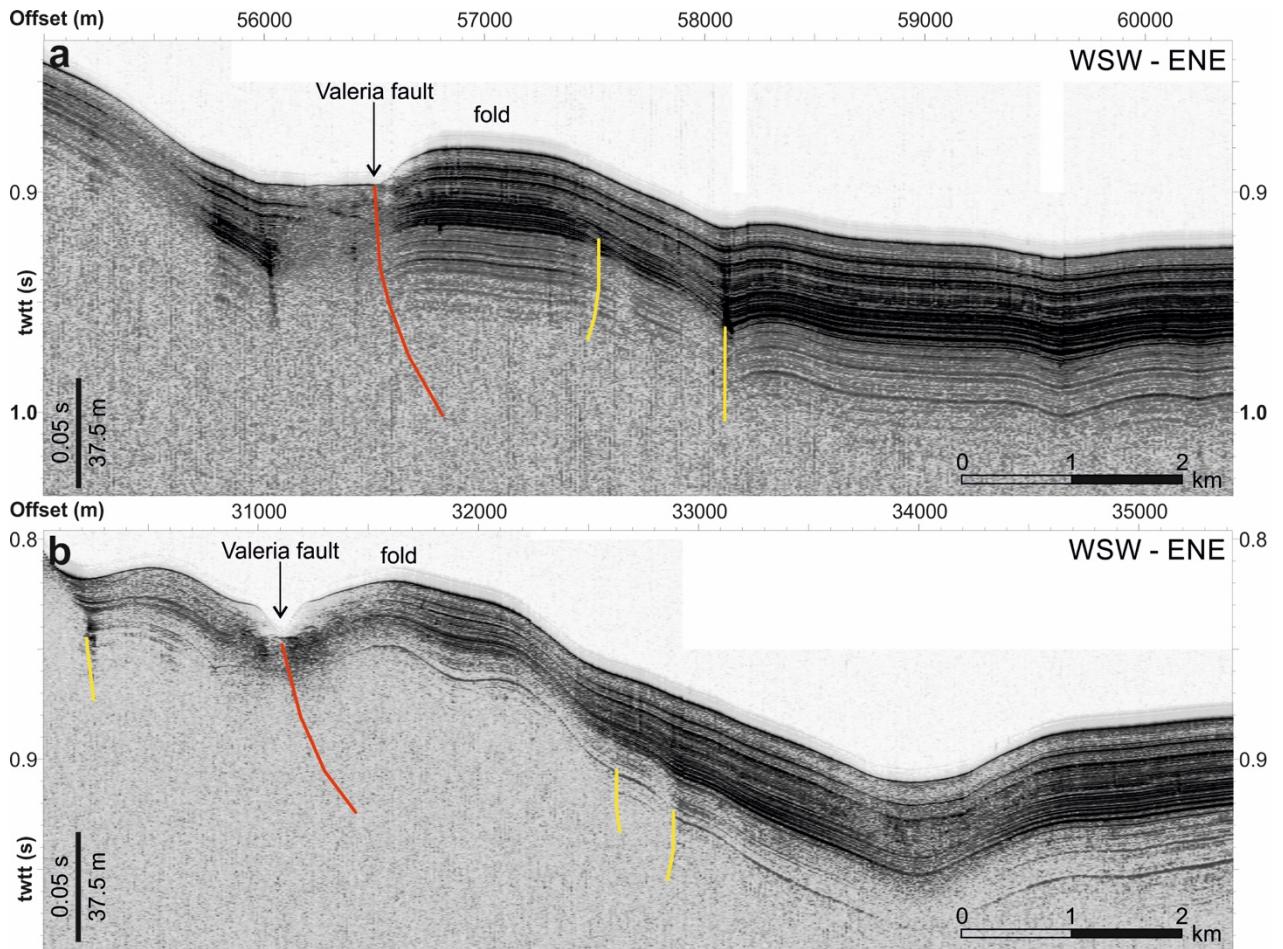 Offset (m) 56000 57000 58000 59000 60000
a
WSW - ENE
Valeria fault
fold
0.9 0.9
twtt (s)
1.0 1.0
0.05 s
37.5 m
0 1 2
km
Offset (m) 31000 32000 33000 34000 35000
0.8 0.8
b
WSW - ENE
Valeria fault
fold
0.9 0.9
twtt (s)
0.05 s
37.5 m
0 1 2
km